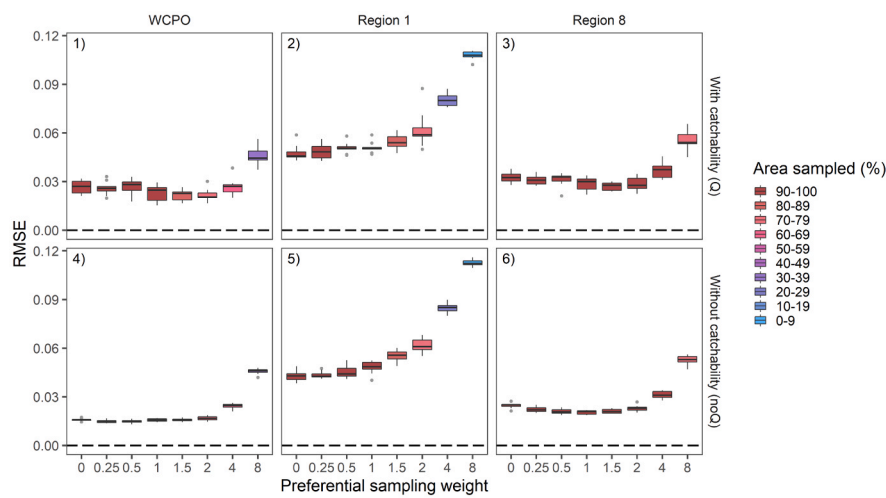 WCPO
Region 1
Region 8
0.12
0.09
0.06
0.03
0.00
1)
2)
3)
With catchability (Q)
RMSE
0.12
0.09
0.06
0.03
0.00
4)
5)
6)
Without catchability (noQ)
0 0.25 0.5 1 1.5 2 4 8
0 0.25 0.5 1 1.5 2 4 8
0 0.25 0.5 1 1.5 2 4 8
Preferential sampling weight
Area sampled (%)
90-100
80-89
70-79
60-69
50-59
40-49
30-39
20-29
10-19
0-9